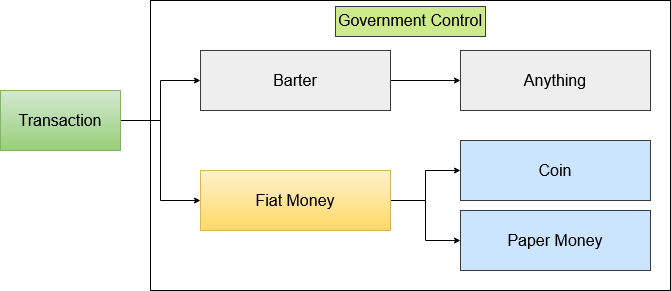 Government Control
Transaction
Barter
Anything
Fiat Money
Coin
Paper Money